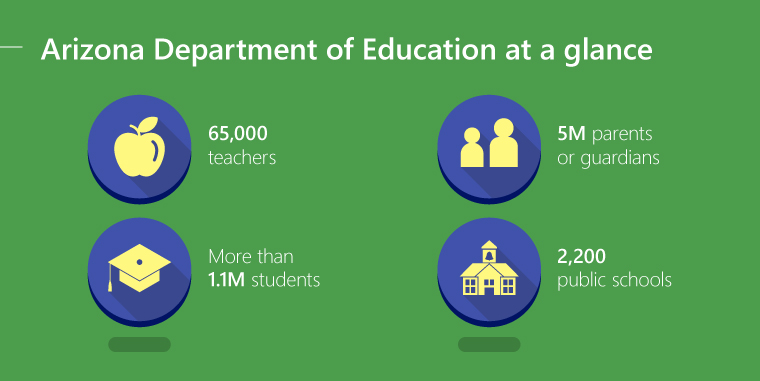 Arizona Department of Education at a glance
65,000
teachers
5M parents
or guardians
More than
1.1M students
2,200
public schools